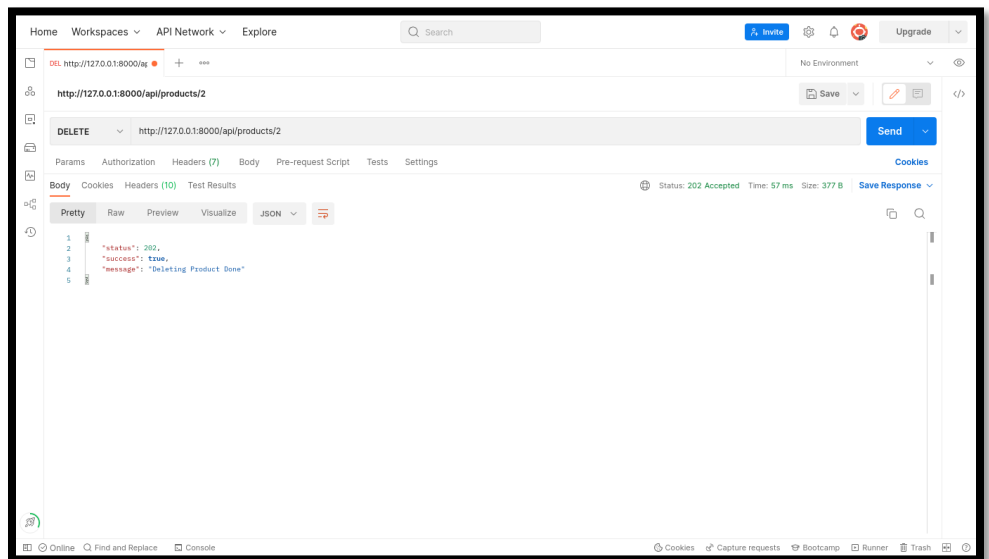 Home Workspaces API Network Explore Search Invite Upgrade
DEL http://127.0.0.1:8000/ap No Environment
http://127.0.0.1:8000/api/products/2 Save
DELETE http://127.0.0.1:8000/api/products/2 Send
Params Authorization Headers (7) Body Pre-request Script Tests Settings Cookies
Body Cookies Headers (10) Test Results Status: 202 Accepted Time: 57 ms Size: 377 B Save Response
Pretty Raw Preview Visualize JSON
1 {
2 "status": 202,
3 "success": true,
4 "message": "Deleting Product Done"
5 }
Online Find and Replace Console Cookies Capture requests Bootcamp Runner Trash